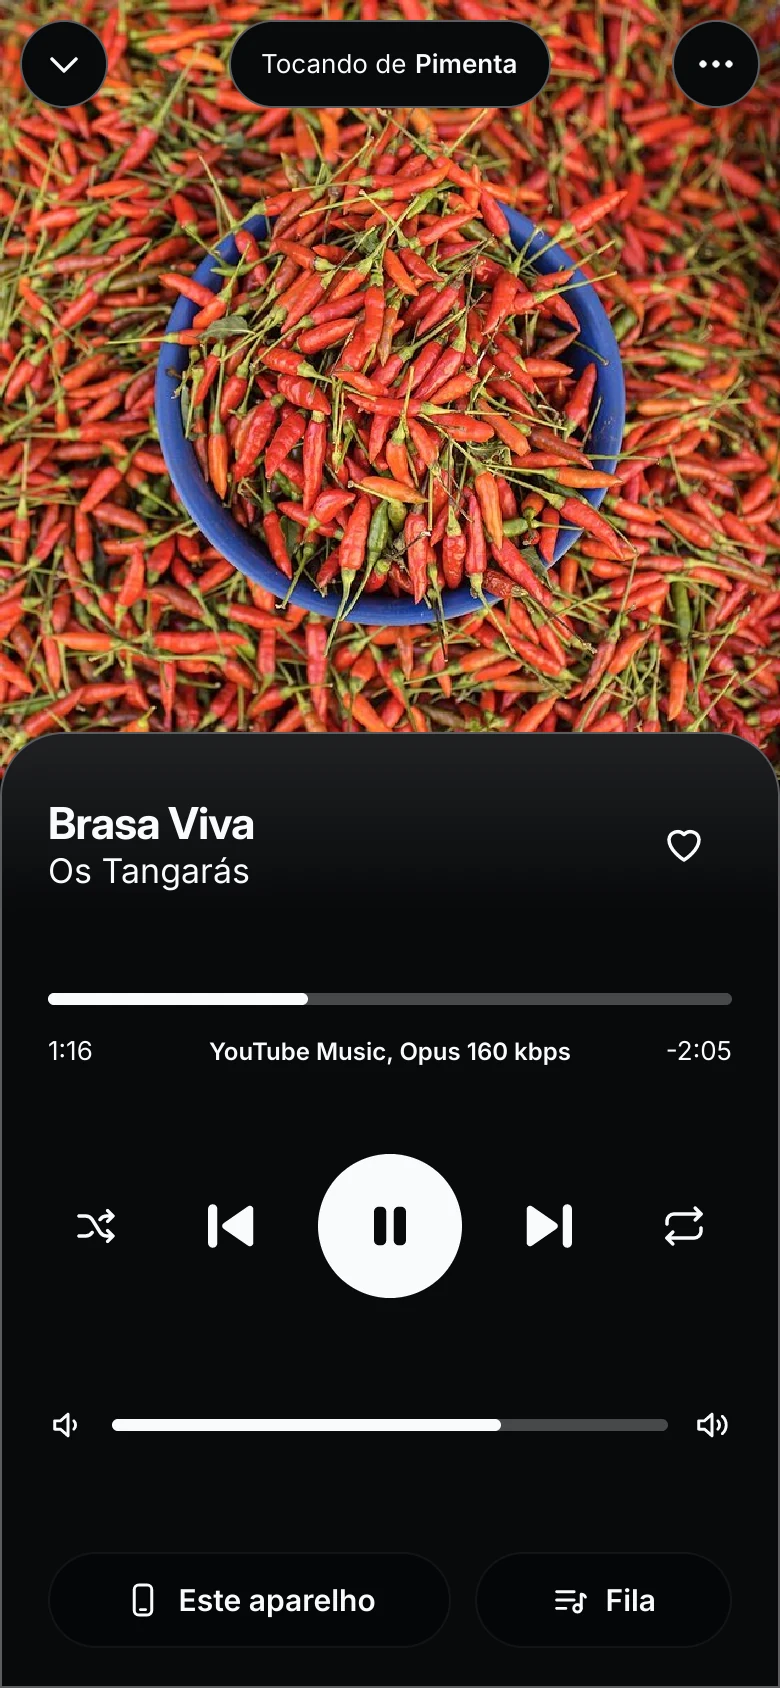 Tocando de Pimenta
Brasa Viva
Os Tangarás
1:16
YouTube Music, Opus 160 kbps
-2:05
Este aparelho
Fila